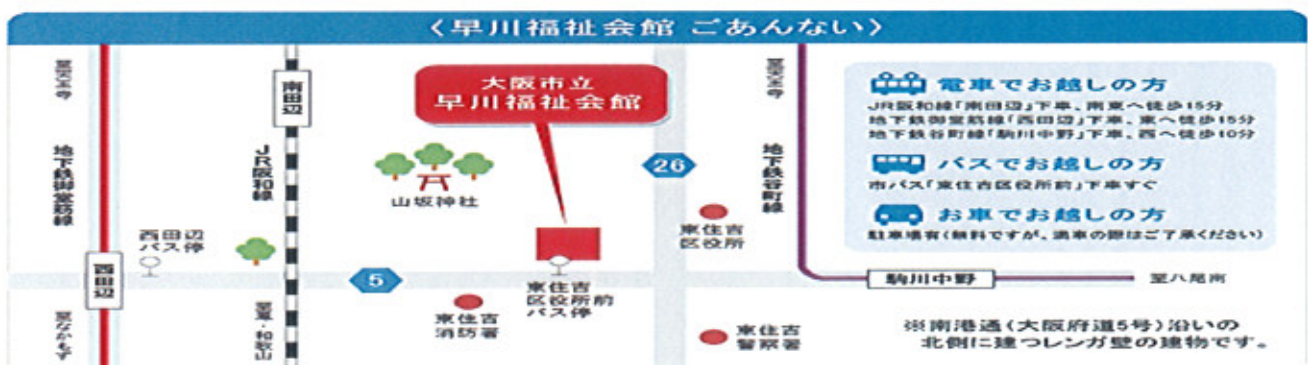 〈早川福祉会館 ごあんない〉
至天王寺
地下鉄御堂筋線
西田辺
至なかもず
西田辺
バス停
南田辺
JR阪和線
至鳳・和歌山
大阪市立
早川福祉会館
山坂神社
5
東住吉
消防署
東住吉
区役所前
バス停
26
東住吉
区役所
東住吉
警察署
至天王寺
地下鉄谷町線
駒川中野
至八尾南
電車でお越しの方
JR阪和線「南田辺」下車、南東へ徒歩15分
地下鉄御堂筋線「西田辺」下車、東へ徒歩15分
地下鉄谷町線「駒川中野」下車、西へ徒歩10分
バスでお越しの方
市バス「東住吉区役所前」下車すぐ
お車でお越しの方
駐車場有(無料ですが、満車の際はご了承ください)
※南港通(大阪府道5号)沿いの
北側に建つレンガ壁の建物です。